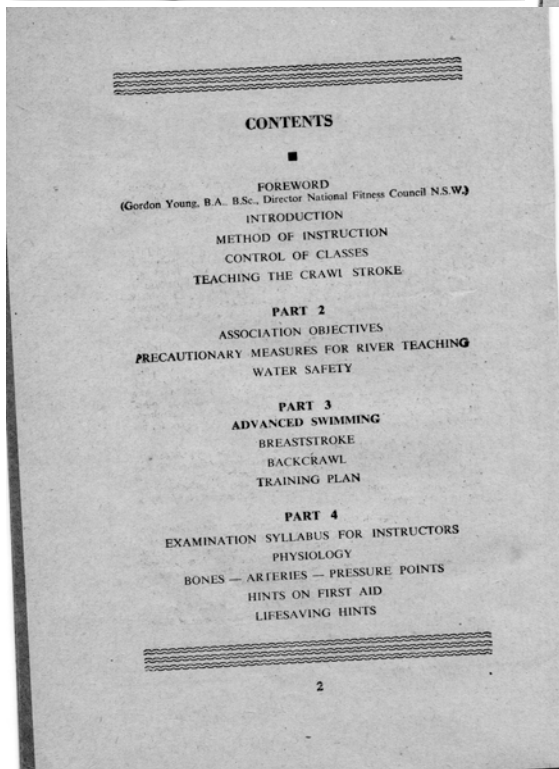 CONTENTS
FOREWORD
(Gordon Young, B.A., B.Sc., Director National Fitness Council N.S.W.)
INTRODUCTION
METHOD OF INSTRUCTION
CONTROL OF CLASSES
TEACHING THE CRAWL STROKE
PART 2
ASSOCIATION OBJECTIVES
PRECAUTIONARY MEASURES FOR RIVER TEACHING
WATER SAFETY
PART 3
ADVANCED SWIMMING
BREASTSTROKE
BACKCRAWL
TRAINING PLAN
PART 4
EXAMINATION SYLLABUS FOR INSTRUCTORS
PHYSIOLOGY
BONES — ARTERIES — PRESSURE POINTS
HINTS ON FIRST AID
LIFESAVING HINTS
2